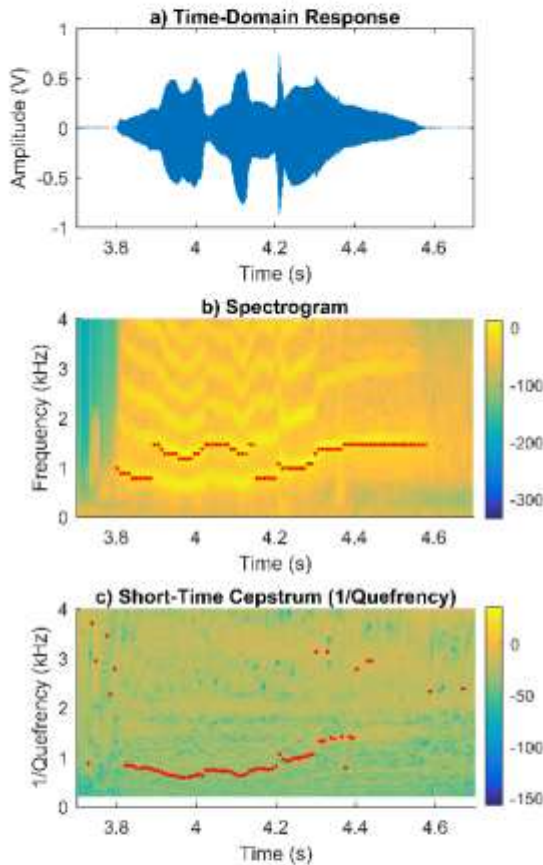 a) Time-Domain Response
1
0.5
0
-0.5
-1
Amplitude (V)
3.8 4 4.2 4.4 4.6
Time (s)
b) Spectrogram
4
3
2
1
0
Frequency (kHz)
3.8 4 4.2 4.4 4.6
Time (s)
0
-100
-200
-300
c) Short-Time Cepstrum (1/Quefrency)
4
3
2
1
0
1/Quefrency (kHz)
3.8 4 4.2 4.4 4.6
Time (s)
0
-50
-100
-150